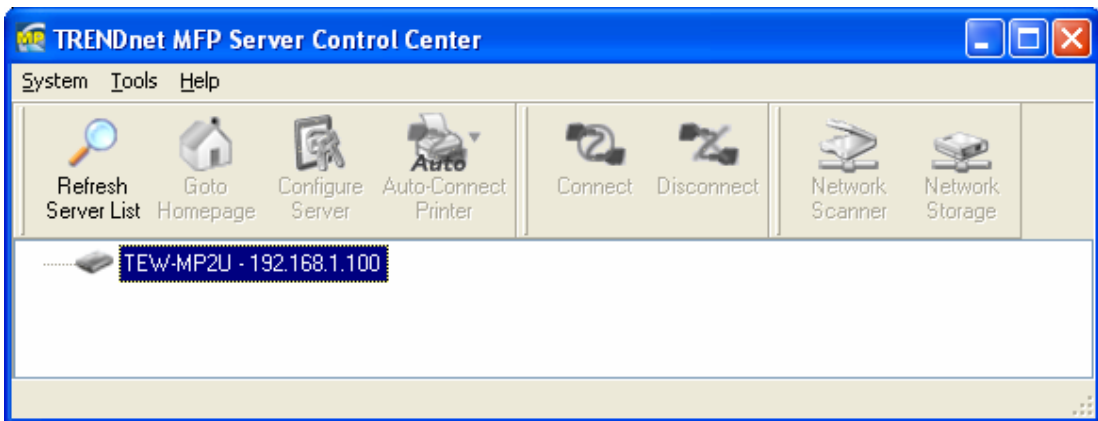 TRENDnet MFP Server Control Center
System Tools Help
Refresh Server List
Goto Homepage
Configure Server
Auto
Auto-Connect Printer
Connect
Disconnect
Network Scanner
Network Storage
TEW-MP2U - 192.168.1.100